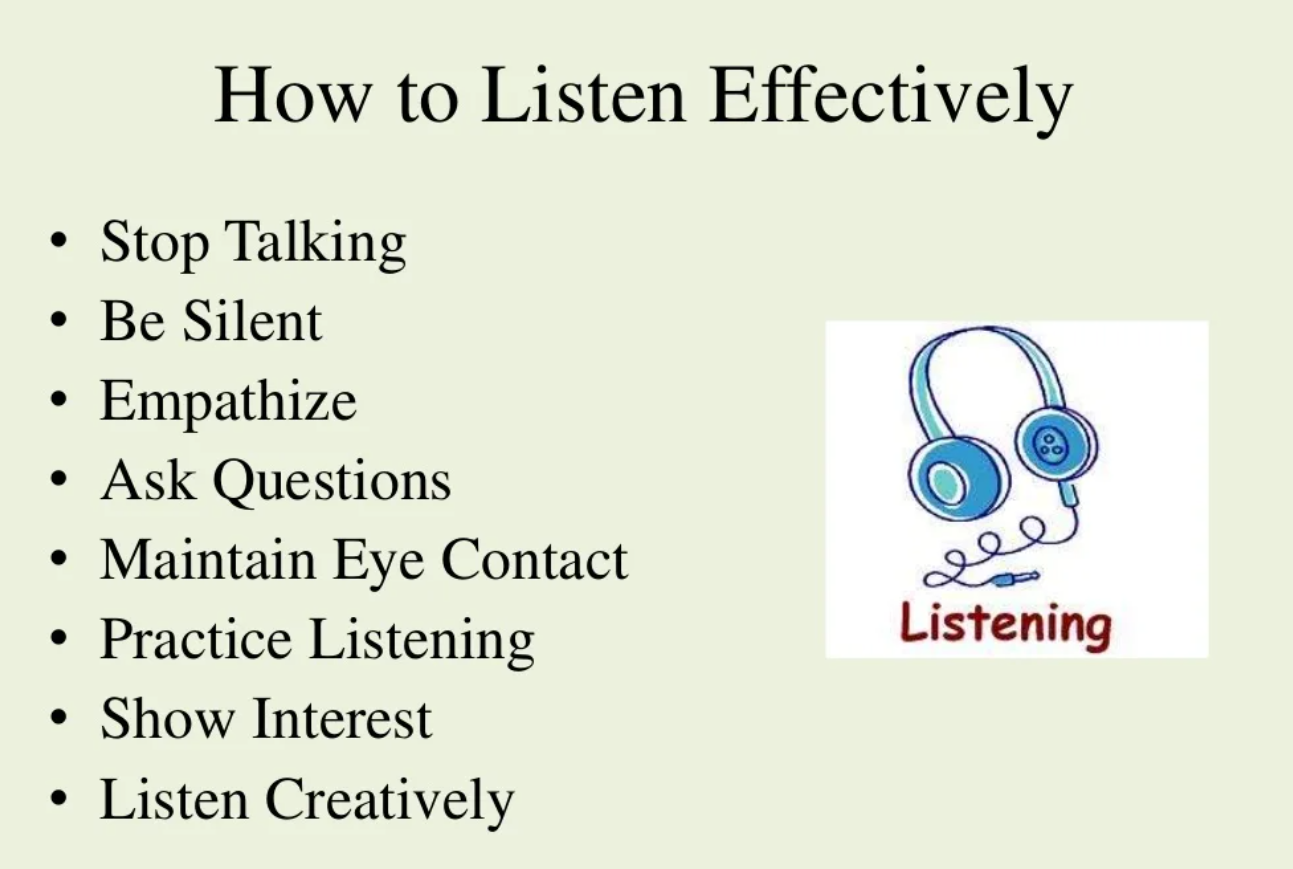 How to Listen Effectively
• Stop Talking
• Be Silent
• Empathize
• Ask Questions
• Maintain Eye Contact
• Practice Listening
• Show Interest
• Listen Creatively
Listening